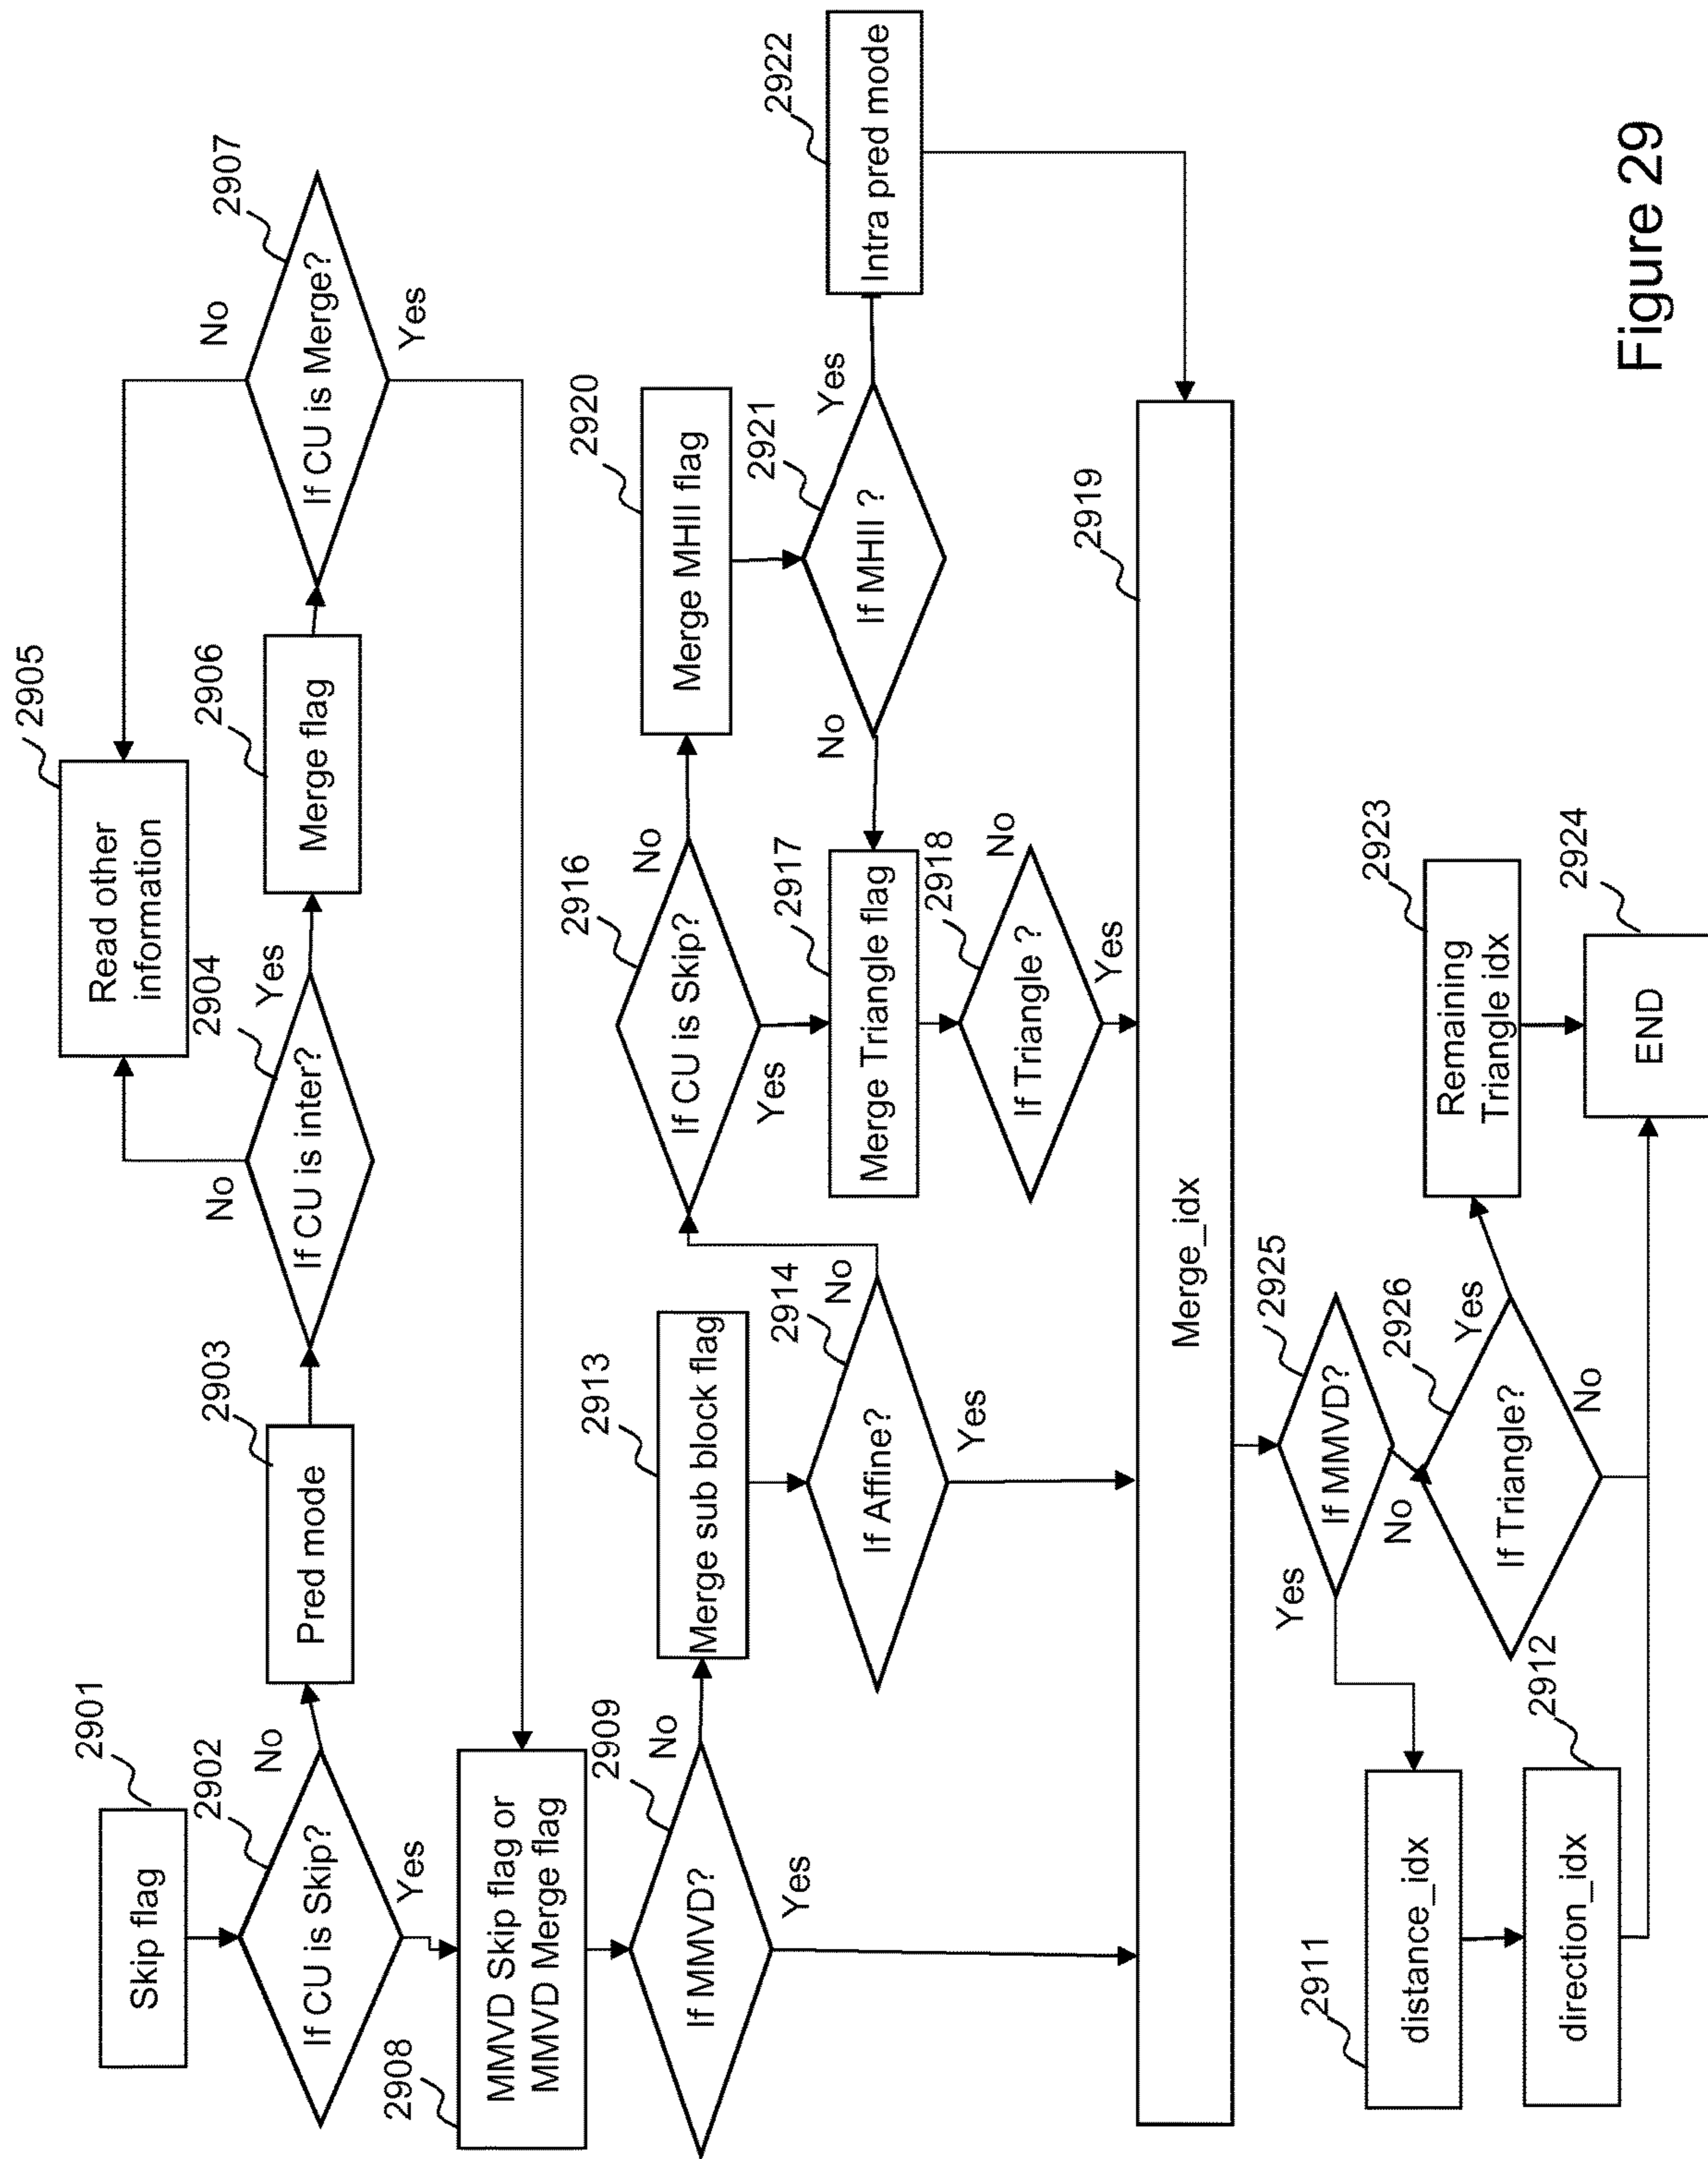 2901
Skip flag
2902
If CU is Skip?
No
Yes
2903
Pred mode
2904
If CU is inter?
No
Yes
2905
Read other
information
2906
Merge flag
2907
If CU is Merge?
No
Yes
2908
MMVD Skip flag or
MMVD Merge flag
2909
If MMVD?
No
Yes
2913
Merge sub block flag
2914
If Affine?
No
Yes
2916
If CU is Skip?
No
Yes
2917
Merge Triangle flag
2918
If Triangle ?
No
Yes
2920
Merge MHII flag
2921
If MHII ?
No
Yes
2922
Intra pred mode
2919
Merge_idx
2925
If MMVD?
Yes
No
2926
If Triangle?
Yes
No
2911
distance_idx
2912
direction_idx
2923
Remaining
Triangle idx
2924
END
Figure 29